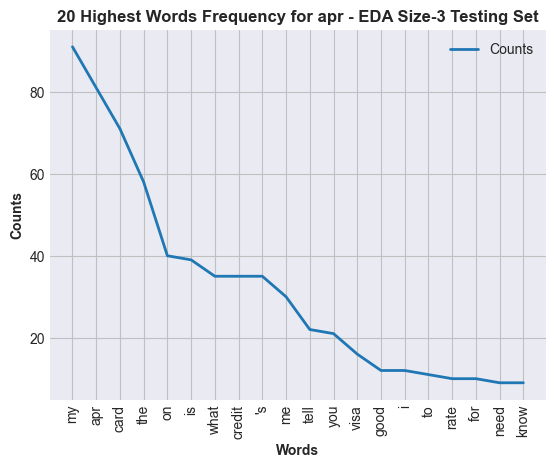 20 Highest Words Frequency for apr - EDA Size-3 Testing Set
Counts
80
60
40
20
Counts
my
apr
card
the
on
is
what
credit
's
me
tell
you
visa
good
i
to
rate
for
need
know
Words